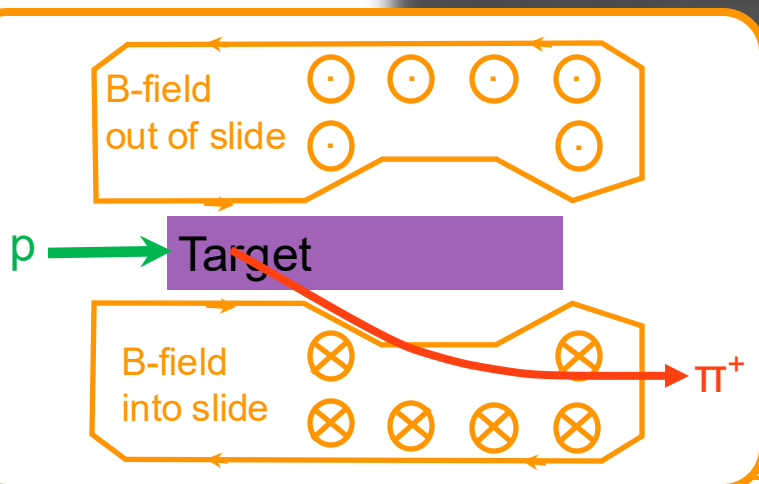 B-field
out of slide
p
Target
B-field
into slide
π⁺